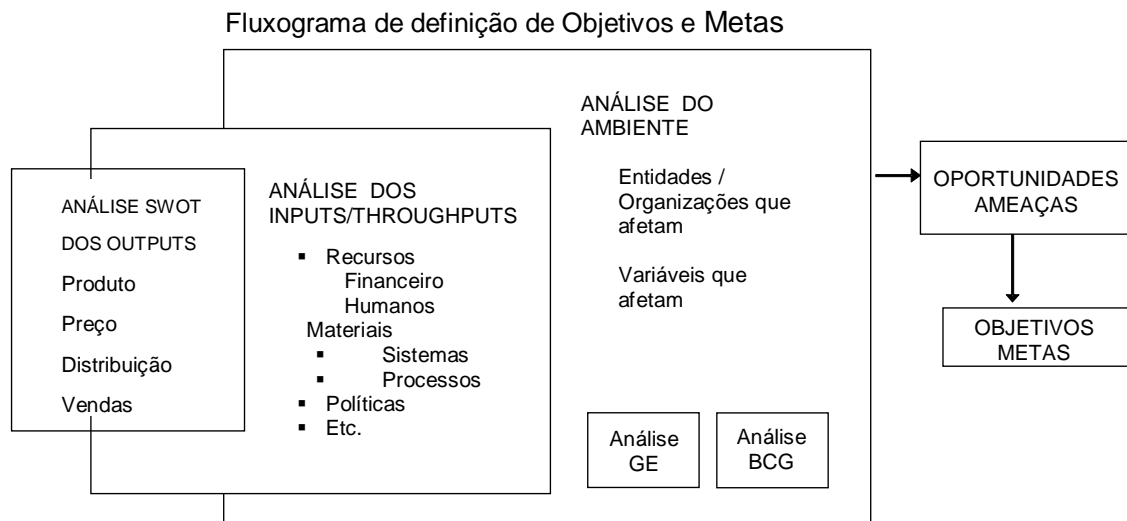 Fluxograma de definição de Objetivos e Metas
ANÁLISE SWOT
DOS OUTPUTS
Produto
Preço
Distribuição
Vendas
ANÁLISE DOS
INPUTS/THROUGHPUTS
▪ Recursos
Financeiro
Humanos
Materiais
▪ Sistemas
▪ Processos
▪ Políticas
▪ Etc.
ANÁLISE DO
AMBIENTE
Entidades /
Organizações que
afetam
Variáveis que
afetam
Análise
GE
Análise
BCG
OPORTUNIDADES
AMEAÇAS
OBJETIVOS
METAS